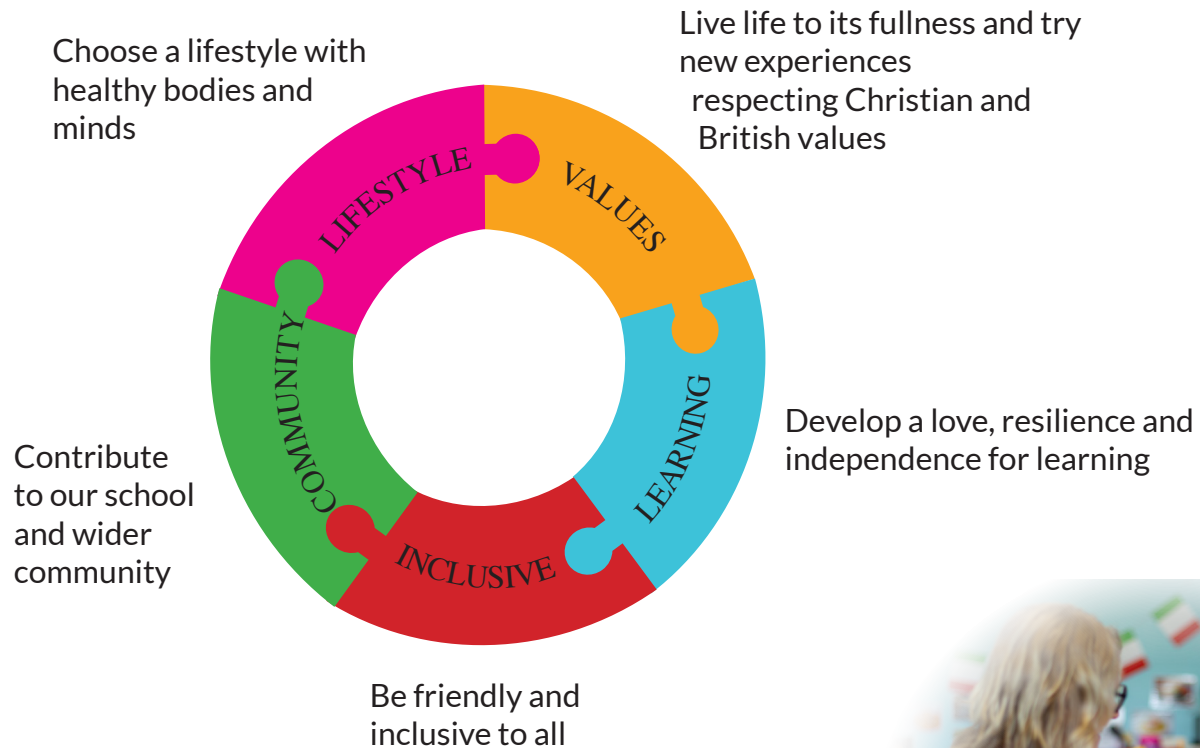 Choose a lifestyle with
healthy bodies and
minds
Live life to its fullness and try
new experiences
respecting Christian and
British values
LIFESTYLE
VALUES
COMMUNITY
LEARNING
INCLUSIVE
Develop a love, resilience and
independence for learning
Contribute
to our school
and wider
community
Be friendly and
inclusive to all